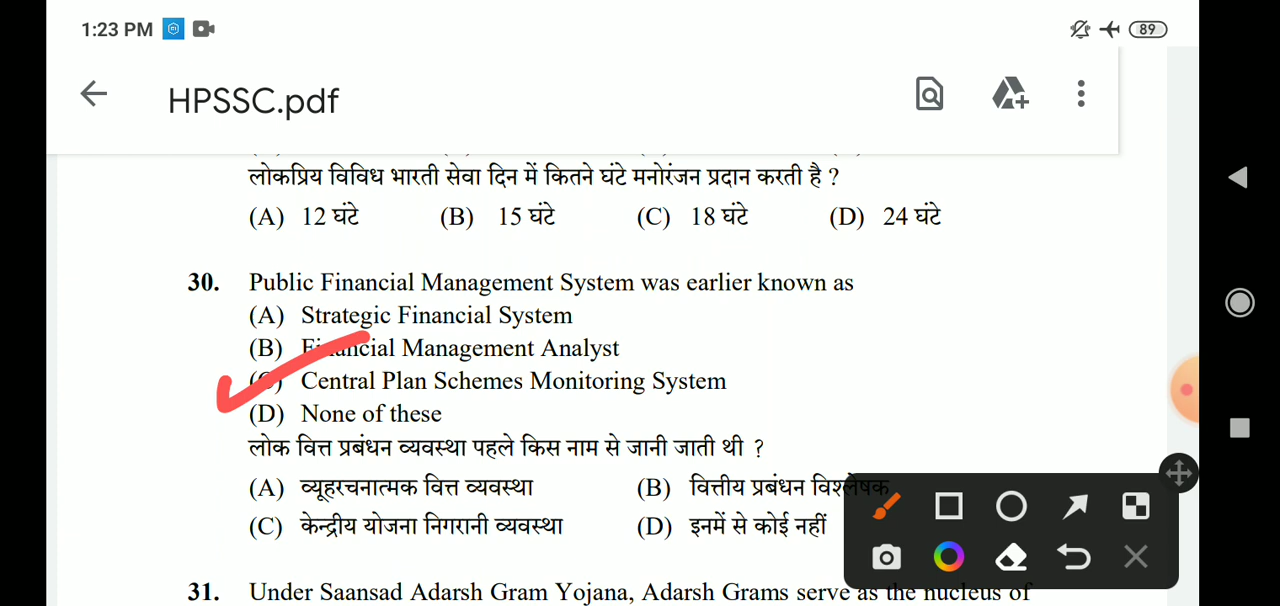 1:23 PM
89
HPSSC.pdf
लोकप्रिय विविध भारती सेवा दिन में कितने घंटे मनोरंजन प्रदान करती है ?
(A) 12 घंटे (B) 15 घंटे (C) 18 घंटे (D) 24 घंटे
30. Public Financial Management System was earlier known as
(A) Strategic Financial System
(B) Financial Management Analyst
(C) Central Plan Schemes Monitoring System
(D) None of these
लोक वित्त प्रबंधन व्यवस्था पहले किस नाम से जानी जाती थी ?
(A) व्यूहरचनात्मक वित्त व्यवस्था (B) वित्तीय प्रबंधन विश्लेषक
(C) केन्द्रीय योजना निगरानी व्यवस्था (D) इनमें से कोई नहीं
31. Under Saansad Adarsh Gram Yojana, Adarsh Grams serve as the nucleus of